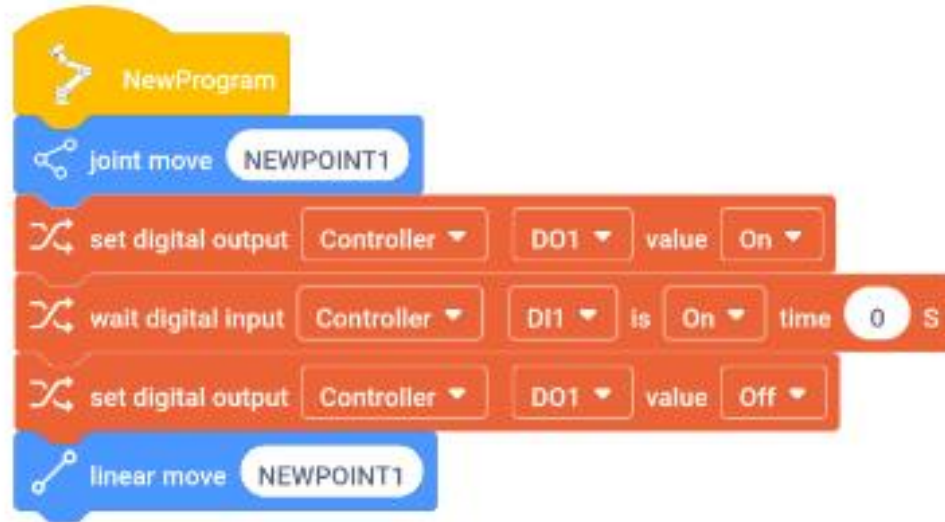 NewProgram
joint move NEWPOINT1
set digital output Controller DO1 value On
wait digital input Controller DI1 is On time 0 S
set digital output Controller DO1 value Off
linear move NEWPOINT1